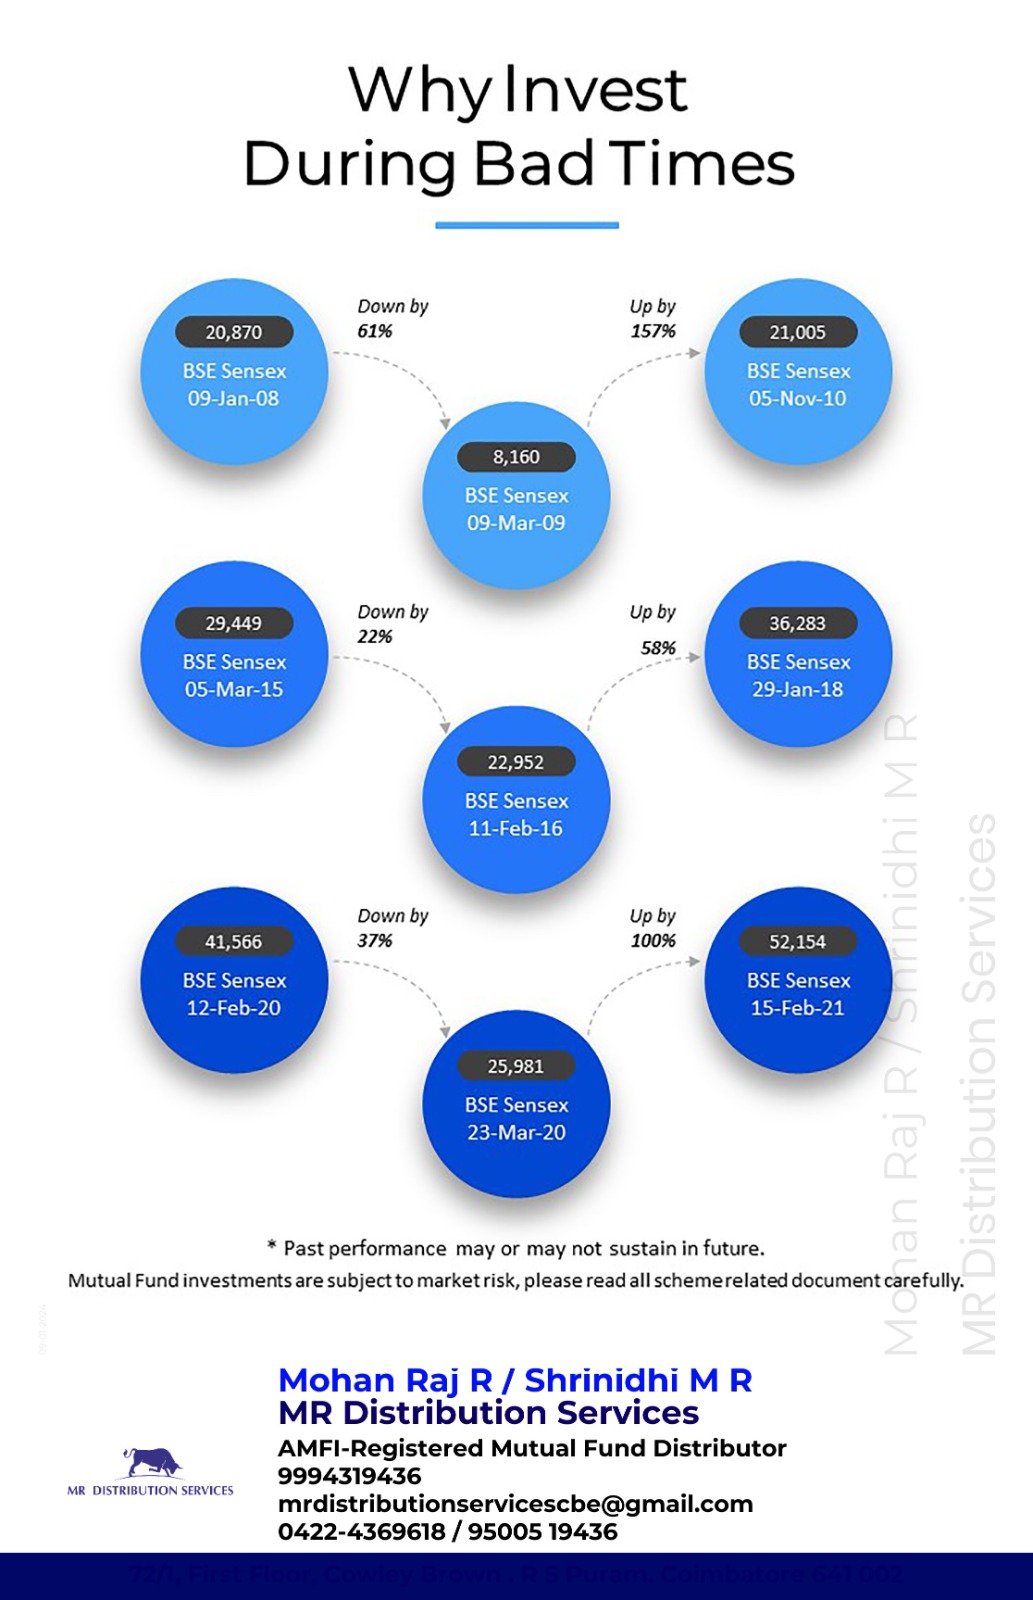 Why Invest
During Bad Times
20,870
BSE Sensex
09-Jan-08
Down by
61%
8,160
BSE Sensex
09-Mar-09
Up by
157%
21,005
BSE Sensex
05-Nov-10
29,449
BSE Sensex
05-Mar-15
Down by
22%
22,952
BSE Sensex
11-Feb-16
Up by
58%
36,283
BSE Sensex
29-Jan-18
41,566
BSE Sensex
12-Feb-20
Down by
37%
25,981
BSE Sensex
23-Mar-20
Up by
100%
52,154
BSE Sensex
15-Feb-21
Mohan Raj R / Shrinidhi M R
MR Distribution Services
* Past performance may or may not sustain in future.
Mutual Fund investments are subject to market risk, please read all scheme related document carefully.
09-01-2024
Mohan Raj R / Shrinidhi M R
MR Distribution Services
AMFI-Registered Mutual Fund Distributor
9994319436
mrdistributionservicescbe@gmail.com
0422-4369618 / 95005 19436
MR DISTRIBUTION SERVICES
72/1, First Floor, Cowley Brown . R S Puram. Coimbatore 641 002